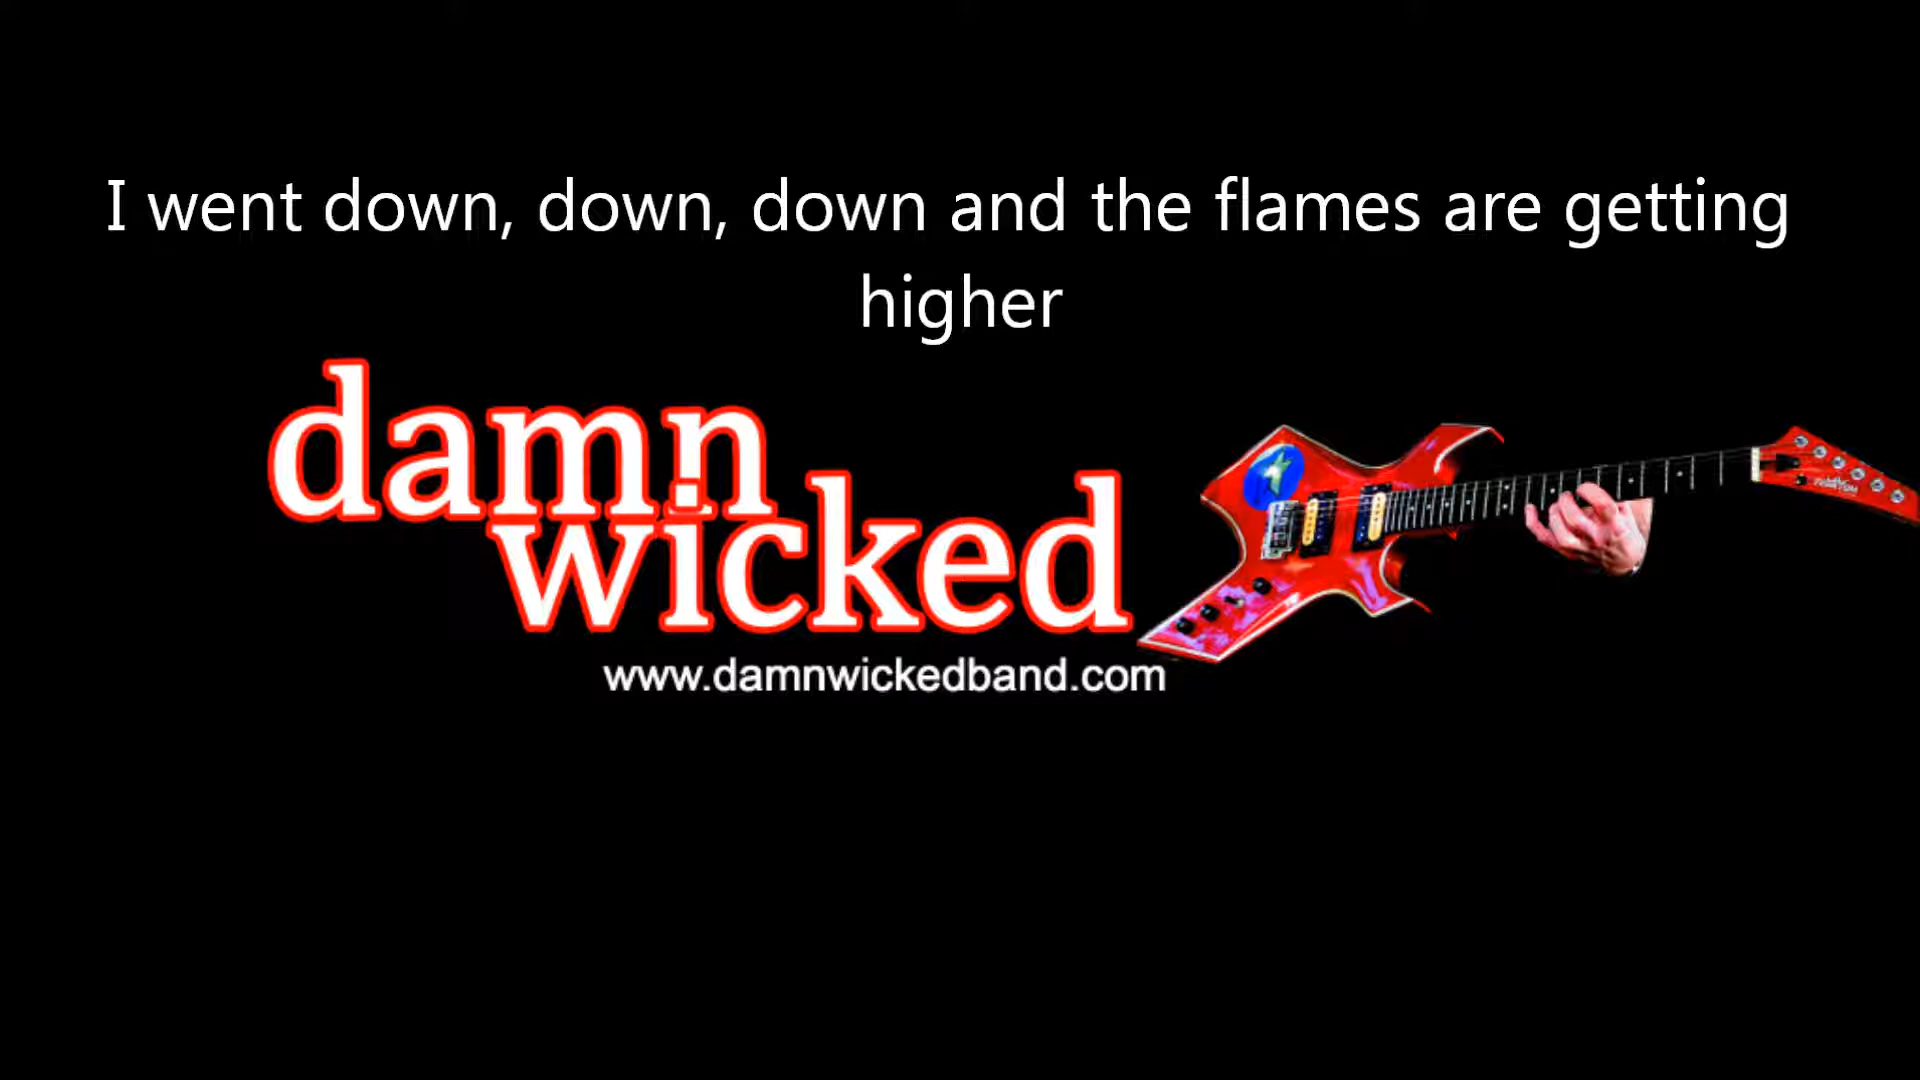 I went down, down, down and the flames are getting
higher
damn
wicked
www.damnwickedband.com